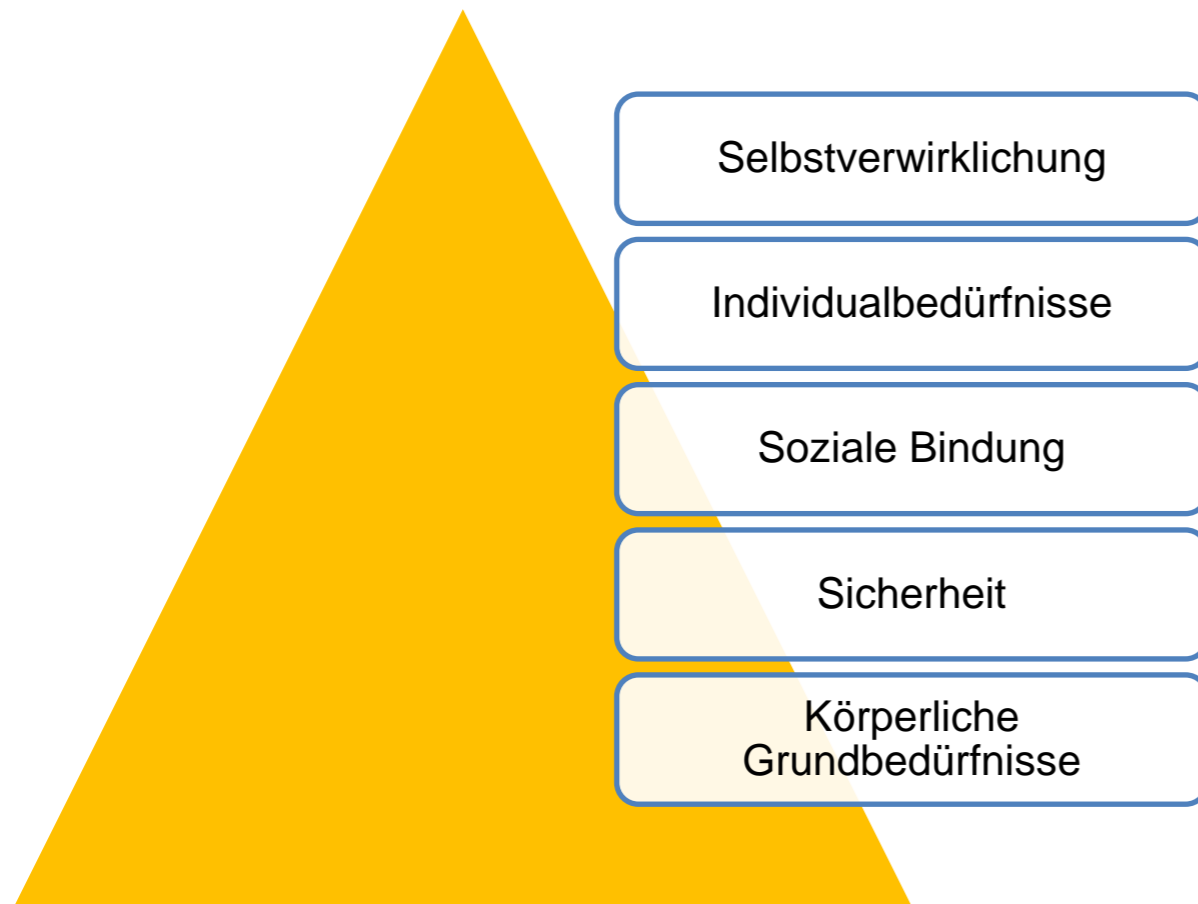 Selbstverwirklichung
Individualbedürfnisse
Soziale Bindung
Sicherheit
Körperliche
Grundbedürfnisse